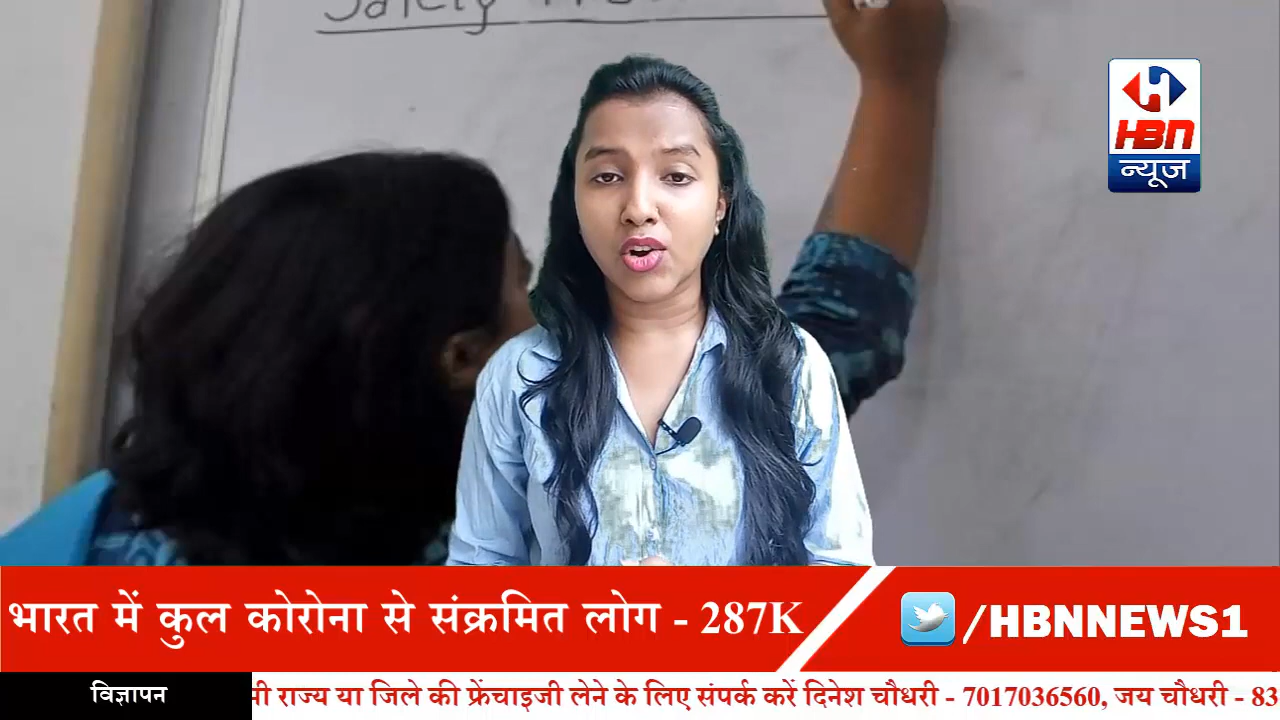 HBN
न्यूज
भारत में कुल कोरोना से संक्रमित लोग - 287K
/HBNNEWS1
विज्ञापन
राज्य या जिले की फ्रेंचाइजी लेने के लिए संपर्क करें दिनेश चौधरी - 7017036560, जय चौधरी - 83